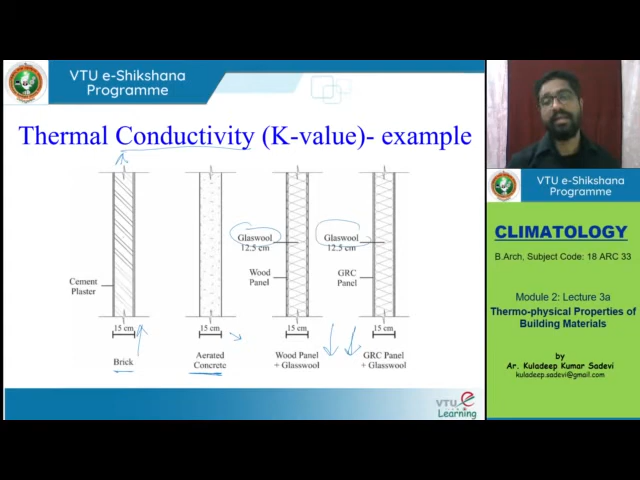 VTU e-Shikshana
Programme
Thermal Conductivity (K-value)- example
Glaswool
12.5 cm
Glaswool
12.5 cm
Wood
Panel
GRC
Panel
Cement
Plaster
15 cm
15 cm
15 cm
15 cm
Brick
Aerated
Concrete
Wood Panel
+ Glasswool
GRC Panel
+ Glasswool
VTU e
Learning
VTU e-Shikshana
Programme
CLIMATOLOGY
B.Arch, Subject Code: 18 ARC 33
Module 2: Lecture 3a
Thermo-physical Properties of
Building Materials
by
Ar. Kuladeep Kumar Sadevi
kuladeep.sadevi@gmail.com